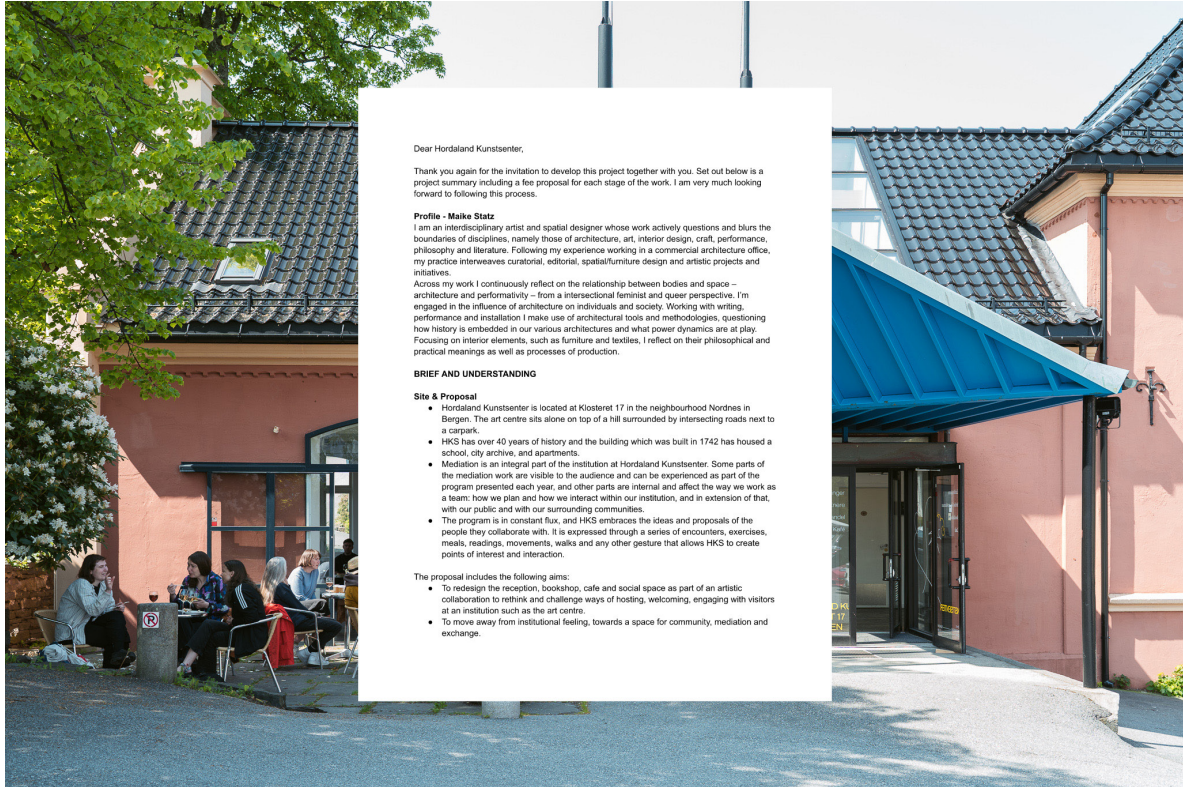 Dear Hordaland Kunstsenter,
Thank you again for the invitation to develop this project together with you. Set out below is a
project summary including a fee proposal for each stage of the work. I am very much looking
forward to following this process.
Profile - Maike Statz
I am an interdisciplinary artist and spatial designer whose work actively questions and blurs the
boundaries of disciplines, namely those of architecture, art, interior design, craft, performance,
philosophy and literature. Following my experience working in a commercial architecture office,
my practice interweaves curatorial, editorial, spatial/furniture design and artistic projects and
initiatives.
Across my work I continuously reflect on the relationship between bodies and space –
architecture and performativity – from a intersectional feminist and queer perspective. I'm
engaged in the influence of architecture on individuals and society. Working with writing,
performance and installation I make use of architectural tools and methodologies, questioning
how history is embedded in our various architectures and what power dynamics are at play.
Focusing on interior elements, such as furniture and textiles, I reflect on their philosophical and
practical meanings as well as processes of production.
BRIEF AND UNDERSTANDING
Site & Proposal
● Hordaland Kunstsenter is located at Klosteret 17 in the neighbourhood Nordnes in
Bergen. The art centre sits alone on top of a hill surrounded by intersecting roads next to
a carpark.
● HKS has over 40 years of history and the building which was built in 1742 has housed a
school, city archive, and apartments.
● Mediation is an integral part of the institution at Hordaland Kunstsenter. Some parts of
the mediation work are visible to the audience and can be experienced as part of the
program presented each year, and other parts are internal and affect the way we work as
a team: how we plan and how we interact within our institution, and in extension of that,
with our public and with our surrounding communities.
● The program is in constant flux, and HKS embraces the ideas and proposals of the
people they collaborate with. It is expressed through a series of encounters, exercises,
meals, readings, movements, walks and any other gesture that allows HKS to create
points of interest and interaction.
The proposal includes the following aims:
● To redesign the reception, bookshop, cafe and social space as part of an artistic
collaboration to rethink and challenge ways of hosting, welcoming, engaging with visitors
at an institution such as the art centre.
● To move away from institutional feeling, towards a space for community, mediation and
exchange.
R